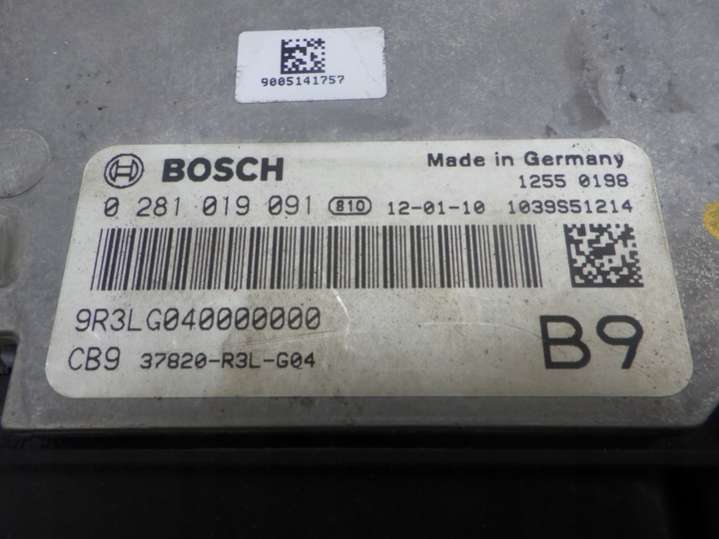 9005141757
BOSCH Made in Germany
1255 0198
0 281 019 091 810 12-01-10 1039S51214
9R3LG040000000
CB9 37820-R3L-G04
B9